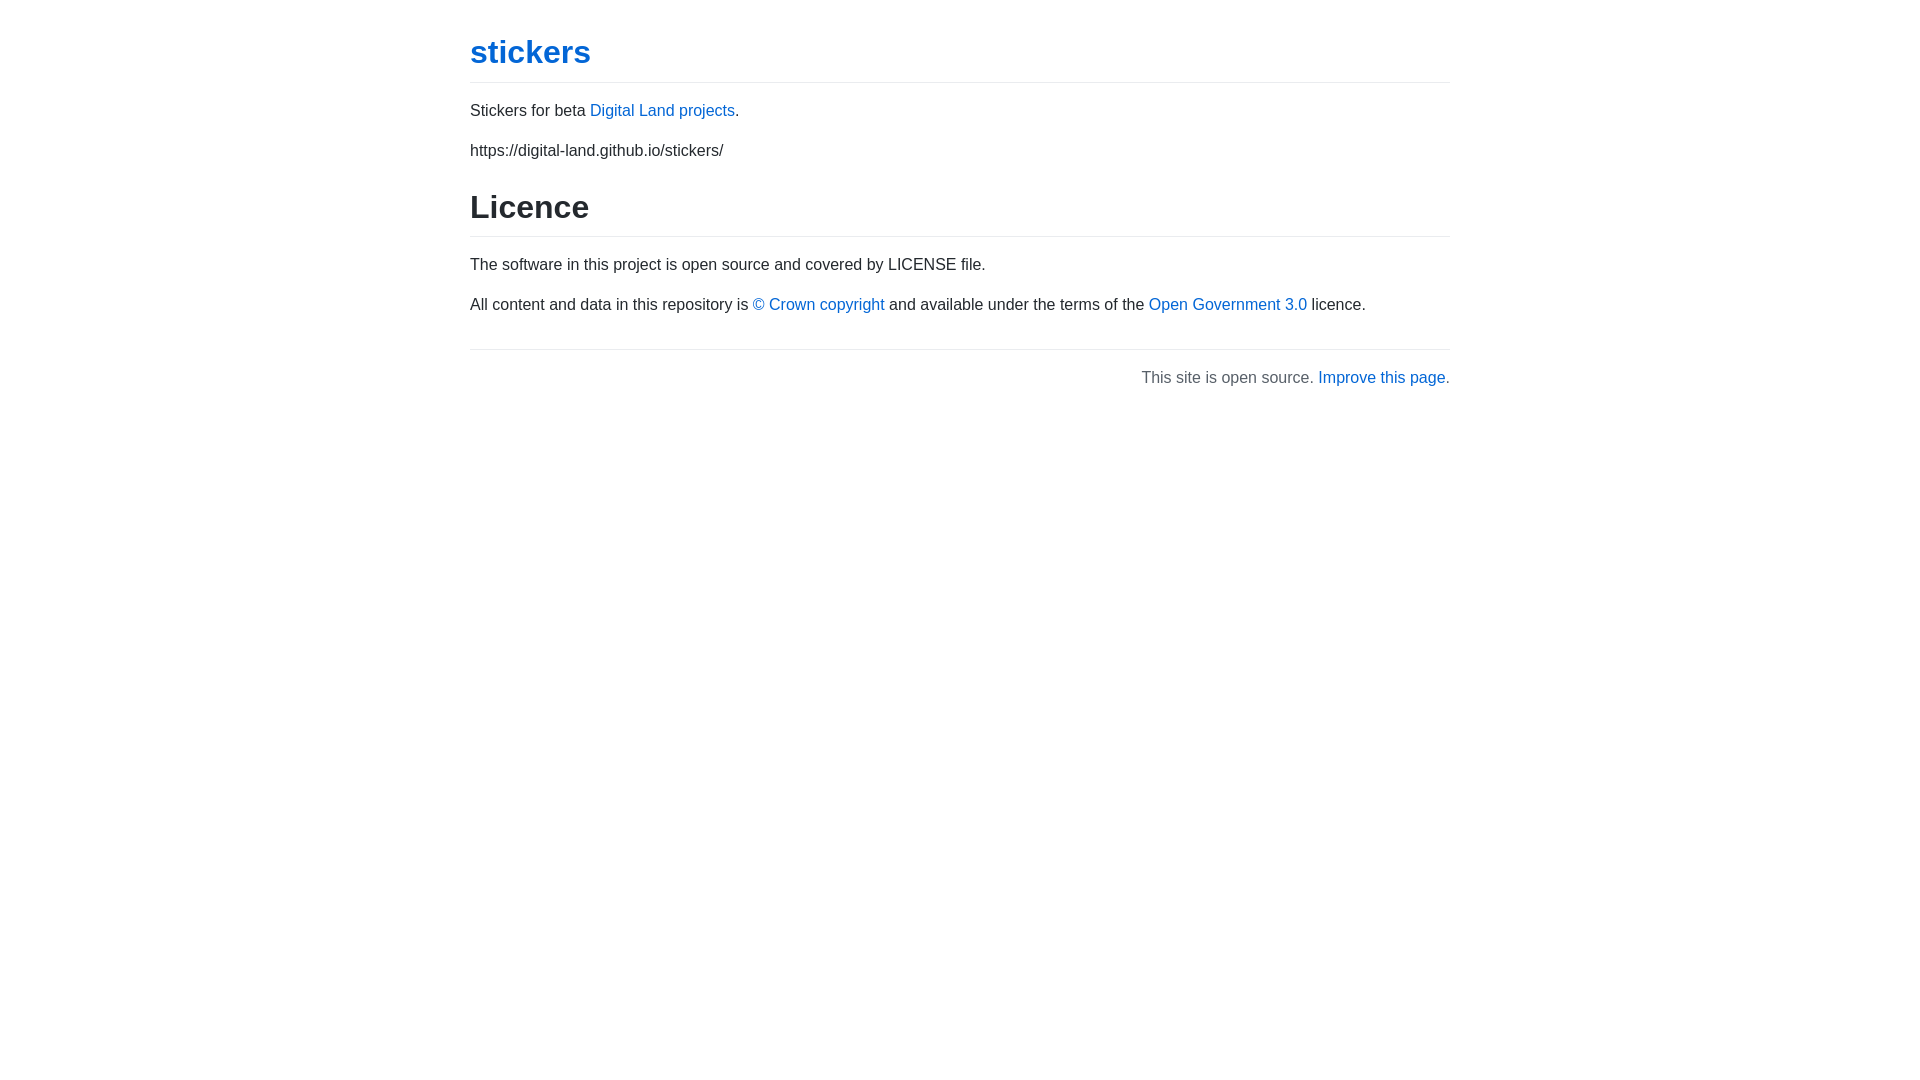 stickers
Stickers for beta Digital Land projects.
https://digital-land.github.io/stickers/
Licence
The software in this project is open source and covered by LICENSE file.
All content and data in this repository is © Crown copyright and available under the terms of the Open Government 3.0 licence.
This site is open source. Improve this page.